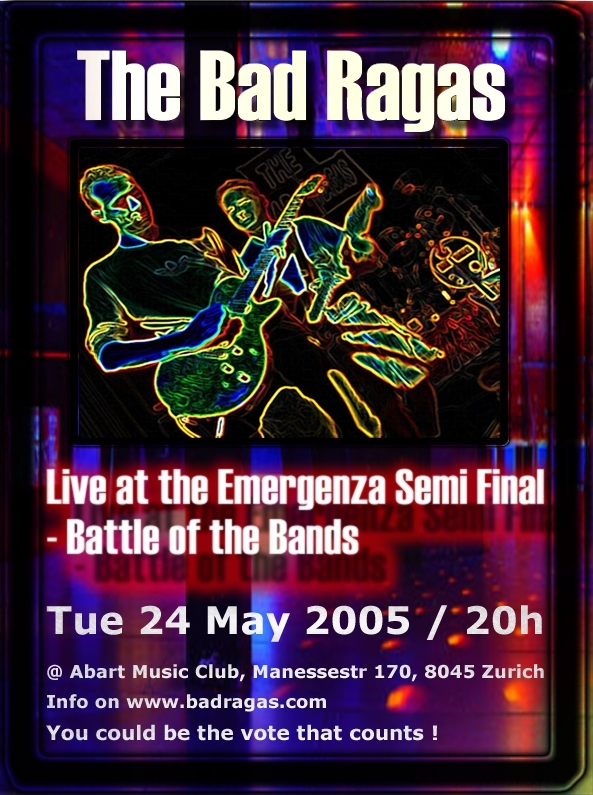 The Bad Ragas
THE
Live at the Emergenza Semi Final
- Battle of the Bands
Tue 24 May 2005 / 20h
@ Abart Music Club, Manessestr 170, 8045 Zurich
Info on www.badragas.com
You could be the vote that counts !